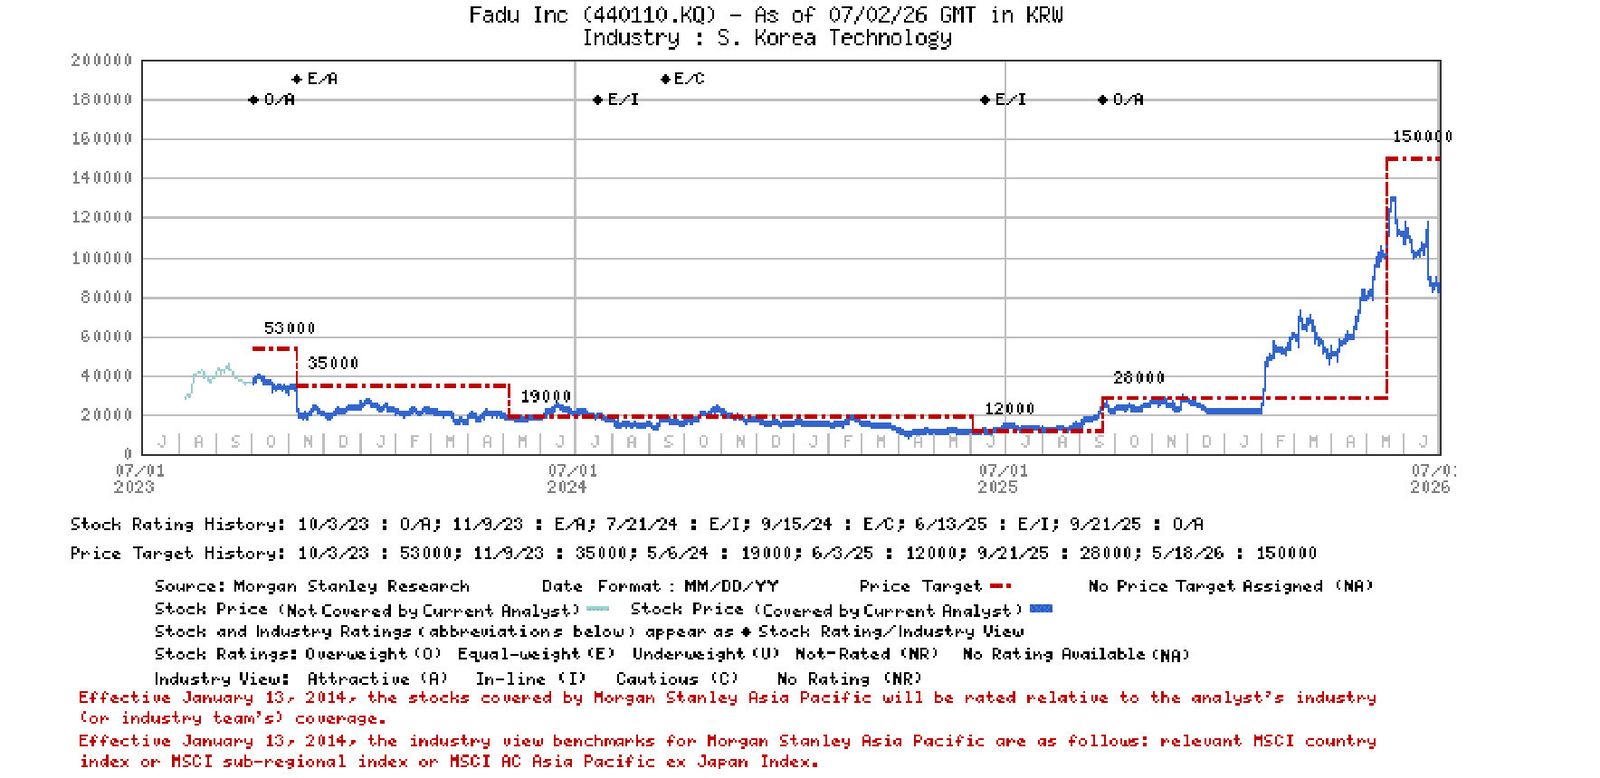 Fadu Inc (440110.KQ) - As of 07/02/26 GMT in KRW
Industry : S. Korea Technology
200000
◆ E/A ◆ E/C
180000 ◆ O/A ◆ E/I ◆ E/I ◆ O/A
160000 150000
140000
120000
100000
80000
60000 53000
40000 35000 28000
20000 19000 12000
J A S O N D J F M A M J J A S O N D J F M A M J J A S O N D J F M A M J
0
07/01 07/01 07/01 07/0
2023 2024 2025 2026
Stock Rating History: 10/3/23 : O/A; 11/9/23 : E/A; 7/21/24 : E/I; 9/15/24 : E/C; 6/13/25 : E/I; 9/21/25 : O/A
Price Target History: 10/3/23 : 53000; 11/9/23 : 35000; 5/6/24 : 19000; 6/3/25 : 12000; 9/21/25 : 28000; 5/18/26 : 150000
Source: Morgan Stanley Research Date Format : MM/DD/YY Price Target No Price Target Assigned (NA)
Stock Price (Not Covered by Current Analyst) Stock Price (Covered by Current Analyst)
Stock and Industry Ratings (abbreviations below) appear as ◆ Stock Rating/Industry View
Stock Ratings: Overweight (O) Equal-weight (E) Underweight (U) Not-Rated (NR) No Rating Available (NA)
Industry View: Attractive (A) In-line (I) Cautious (C) No Rating (NR)
Effective January 13, 2014, the stocks covered by Morgan Stanley Asia Pacific will be rated relative to the analyst's industry
(or industry team's) coverage.
Effective January 13, 2014, the industry view benchmarks for Morgan Stanley Asia Pacific are as follows: relevant MSCI country
index or MSCI sub-regional index or MSCI AC Asia Pacific ex Japan Index.